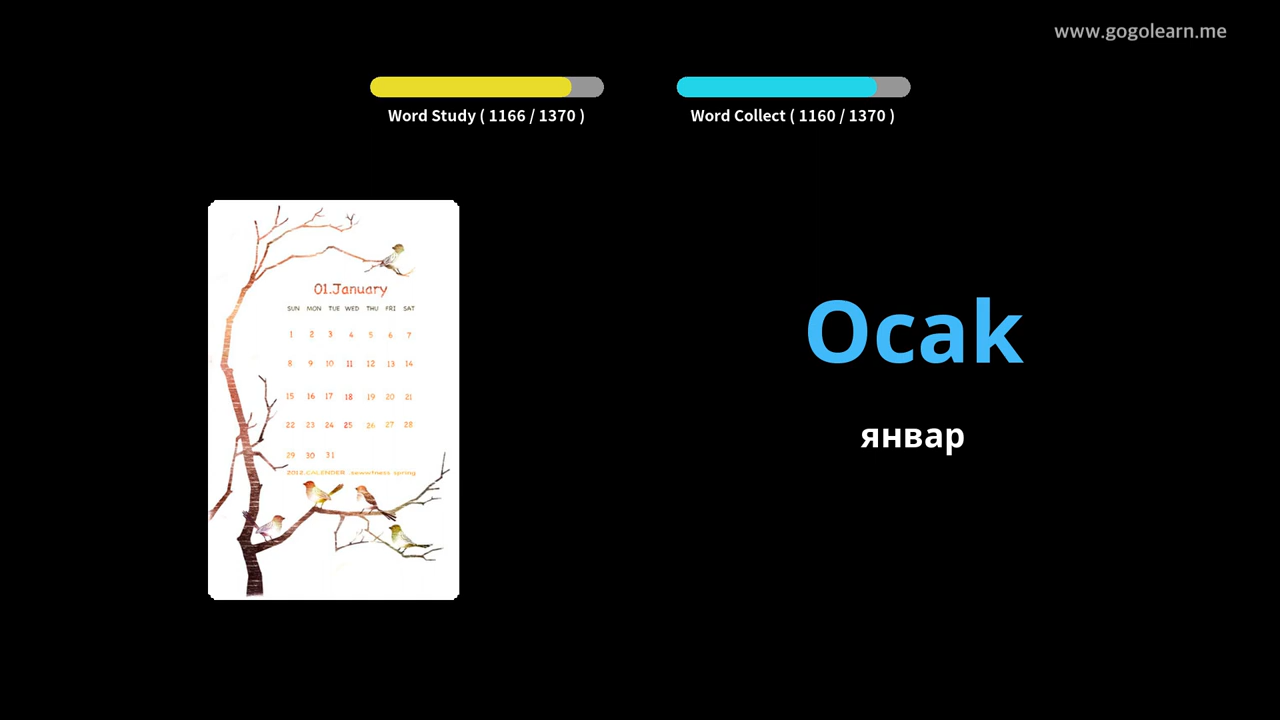 www.gogolearn.me
Word Study ( 1166 / 1370 )
Word Collect ( 1160 / 1370 )
01.January
SUN MON TUE WED THU FRI SAT
1 2 3 4 5 6 7
8 9 10 11 12 13 14
15 16 17 18 19 20 21
22 23 24 25 26 27 28
29 30 31
CALENDER spring
Ocak
январ